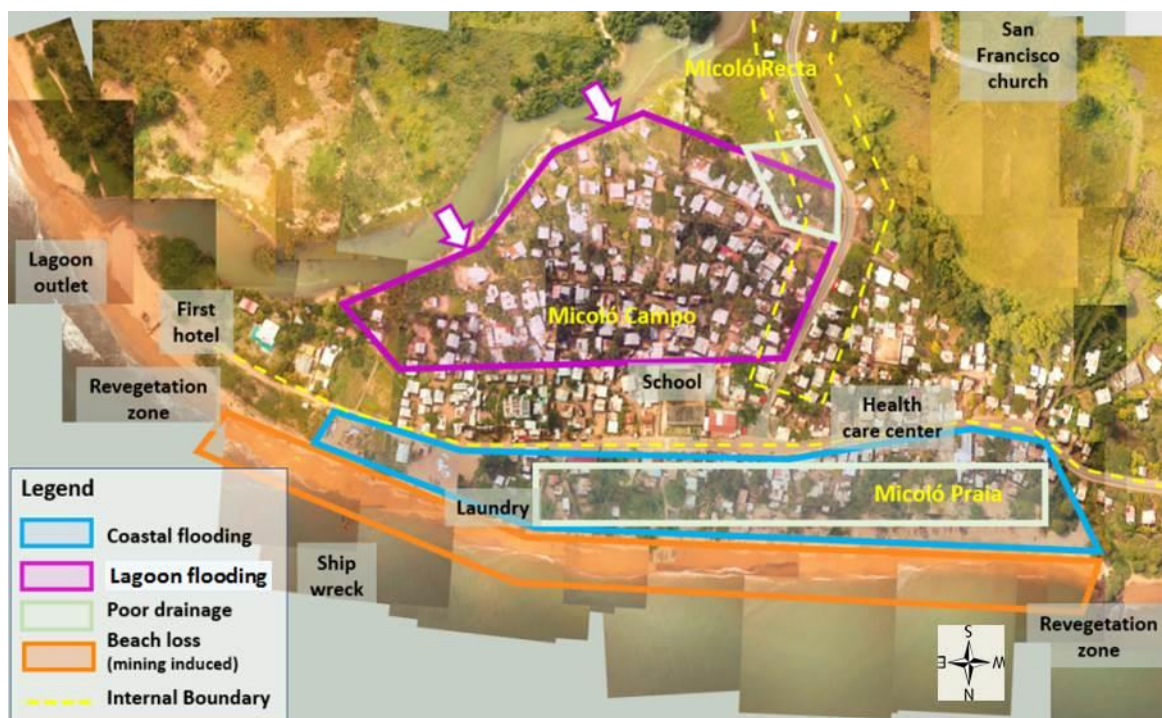 San
Francisco
church
Micoló Recta
Lagoon
outlet
First
hotel
Micoló Campo
Revegetation
zone
School
Health
care center
Micoló Praia
Laundry
Ship
wreck
Revegetation
zone
Legend
Coastal flooding
Lagoon flooding
Poor drainage
Beach loss
(mining induced)
Internal Boundary
S
E W
N